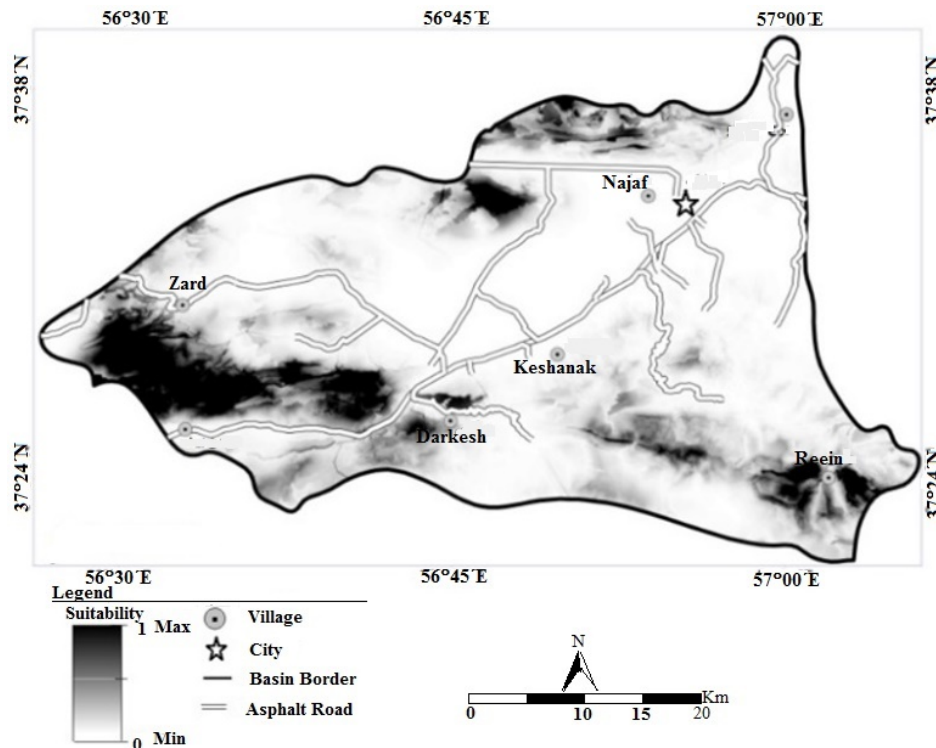 56°30´E 56°45´E 57°00´E
37°38´N 37°38´N
Najaf
Zard
Keshanak
Darkesh
Reein
37°24´N 37°24´N
56°30´E 56°45´E 57°00´E
Legend
Suitability
1 Max
0 Min
Village
City
Basin Border
Asphalt Road
N
Km
0 10 15 20